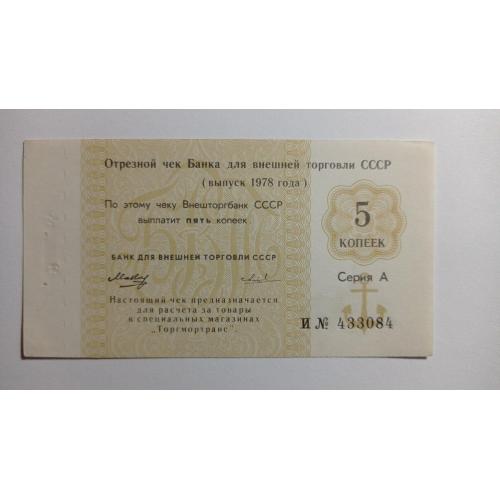 Отрезной чек Банка для внешней торговли СССР
(выпуск 1978 года)
По этому чеку Внешторгбанк СССР
выплатит пять копеек
5
КОПЕЕК
БАНК ДЛЯ ВНЕШНЕЙ ТОРГОВЛИ СССР
Серия А
Настоящий чек предназначается
для расчета за товары
в специальных магазинах
„Торгмортранс".
И № 433084